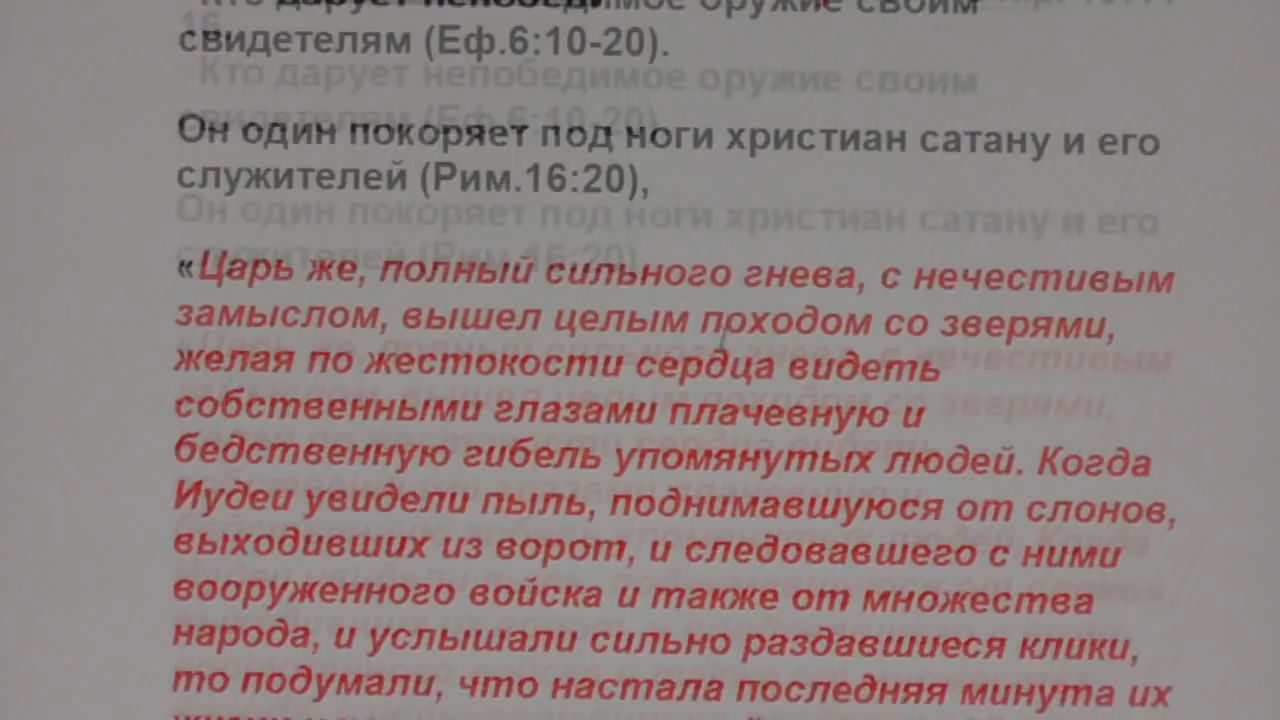 Кто дарует непобедимое оружие своим
свидетелям (Еф.6:10-20).
Он один покоряет под ноги христиан сатану и его
служителей (Рим.16:20),
«Царь же, полный сильного гнева, с нечестивым
замыслом, вышел целым походом со зверями,
желая по жестокости сердца видеть
собственными глазами плачевную и
бедственную гибель упомянутых людей. Когда
Иудеи увидели пыль, поднимавшуюся от слонов,
выходивших из ворот, и следовавшего с ними
вооруженного войска и также от множества
народа, и услышали сильно раздавшиеся клики,
то подумали, что настала последняя минута их